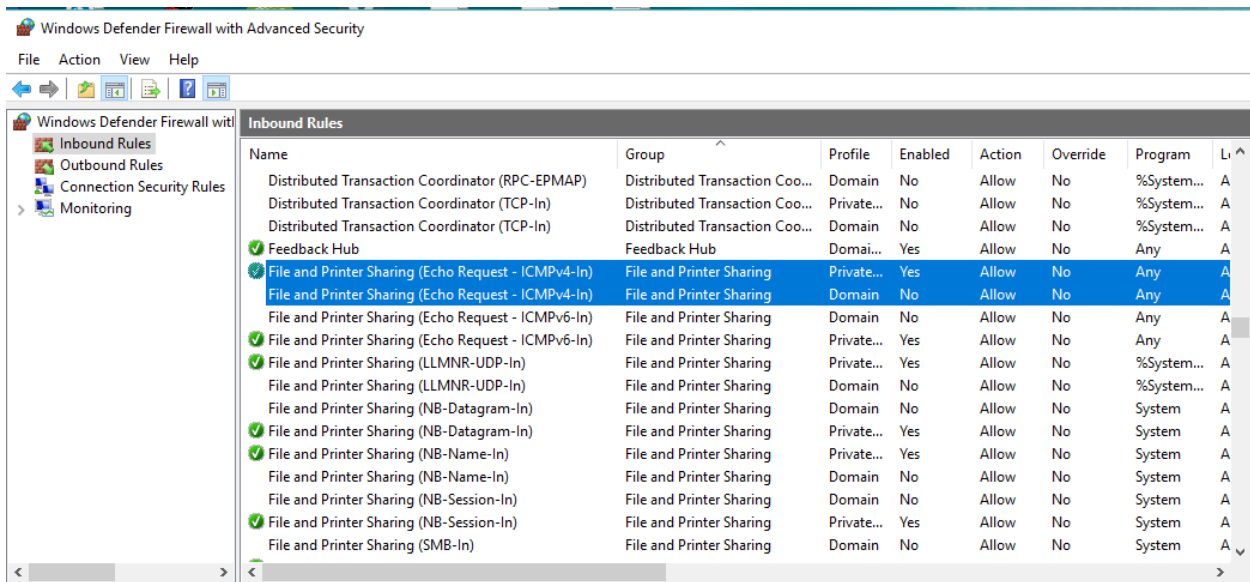 Windows Defender Firewall with Advanced Security
File Action View Help
Windows Defender Firewall witl
Inbound Rules
Outbound Rules
Connection Security Rules
Monitoring
Inbound Rules
Name Group Profile Enabled Action Override Program
Distributed Transaction Coordinator (RPC-EPMAP) Distributed Transaction Coo... Domain No Allow No %System... A
Distributed Transaction Coordinator (TCP-In) Distributed Transaction Coo... Private... No Allow No %System... A
Distributed Transaction Coordinator (TCP-In) Distributed Transaction Coo... Domain No Allow No %System... A
Feedback Hub Feedback Hub Domai... Yes Allow No Any A
File and Printer Sharing (Echo Request - ICMPv4-In) File and Printer Sharing Private... Yes Allow No Any A
File and Printer Sharing (Echo Request - ICMPv4-In) File and Printer Sharing Domain No Allow No Any A
File and Printer Sharing (Echo Request - ICMPv6-In) File and Printer Sharing Domain No Allow No Any A
File and Printer Sharing (Echo Request - ICMPv6-In) File and Printer Sharing Private... Yes Allow No Any A
File and Printer Sharing (LLMNR-UDP-In) File and Printer Sharing Private... Yes Allow No %System... A
File and Printer Sharing (LLMNR-UDP-In) File and Printer Sharing Domain No Allow No %System... A
File and Printer Sharing (NB-Datagram-In) File and Printer Sharing Domain No Allow No System A
File and Printer Sharing (NB-Datagram-In) File and Printer Sharing Private... Yes Allow No System A
File and Printer Sharing (NB-Name-In) File and Printer Sharing Private... Yes Allow No System A
File and Printer Sharing (NB-Name-In) File and Printer Sharing Domain No Allow No System A
File and Printer Sharing (NB-Session-In) File and Printer Sharing Domain No Allow No System A
File and Printer Sharing (NB-Session-In) File and Printer Sharing Private... Yes Allow No System A
File and Printer Sharing (SMB-In) File and Printer Sharing Domain No Allow No System A